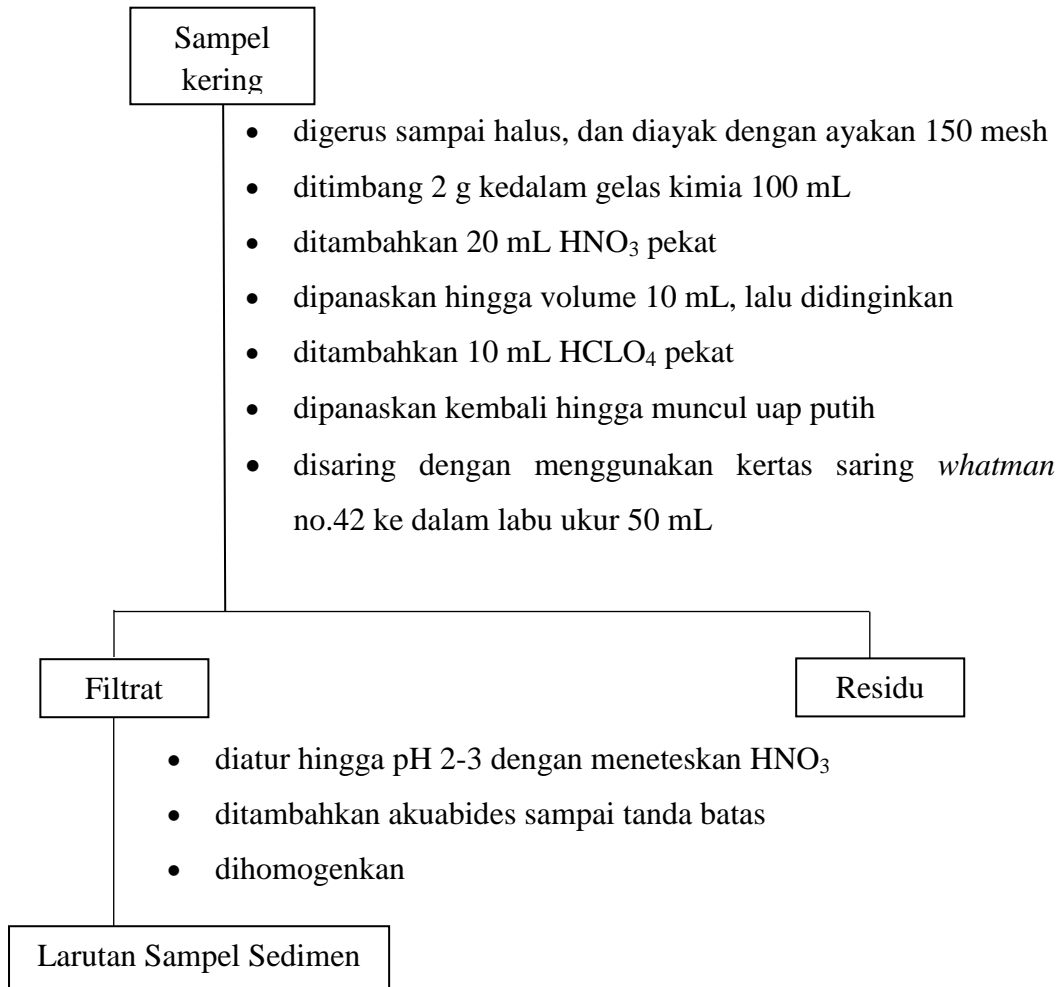 Sampel
kering
• digerus sampai halus, dan diayak dengan ayakan 150 mesh
• ditimbang 2 g kedalam gelas kimia 100 mL
• ditambahkan 20 mL HNO₃ pekat
• dipanaskan hingga volume 10 mL, lalu didinginkan
• ditambahkan 10 mL HCLO₄ pekat
• dipanaskan kembali hingga muncul uap putih
• disaring dengan menggunakan kertas saring whatman
no.42 ke dalam labu ukur 50 mL
Filtrat
Residu
• diatur hingga pH 2-3 dengan meneteskan HNO₃
• ditambahkan akuabides sampai tanda batas
• dihomogenkan
Larutan Sampel Sedimen